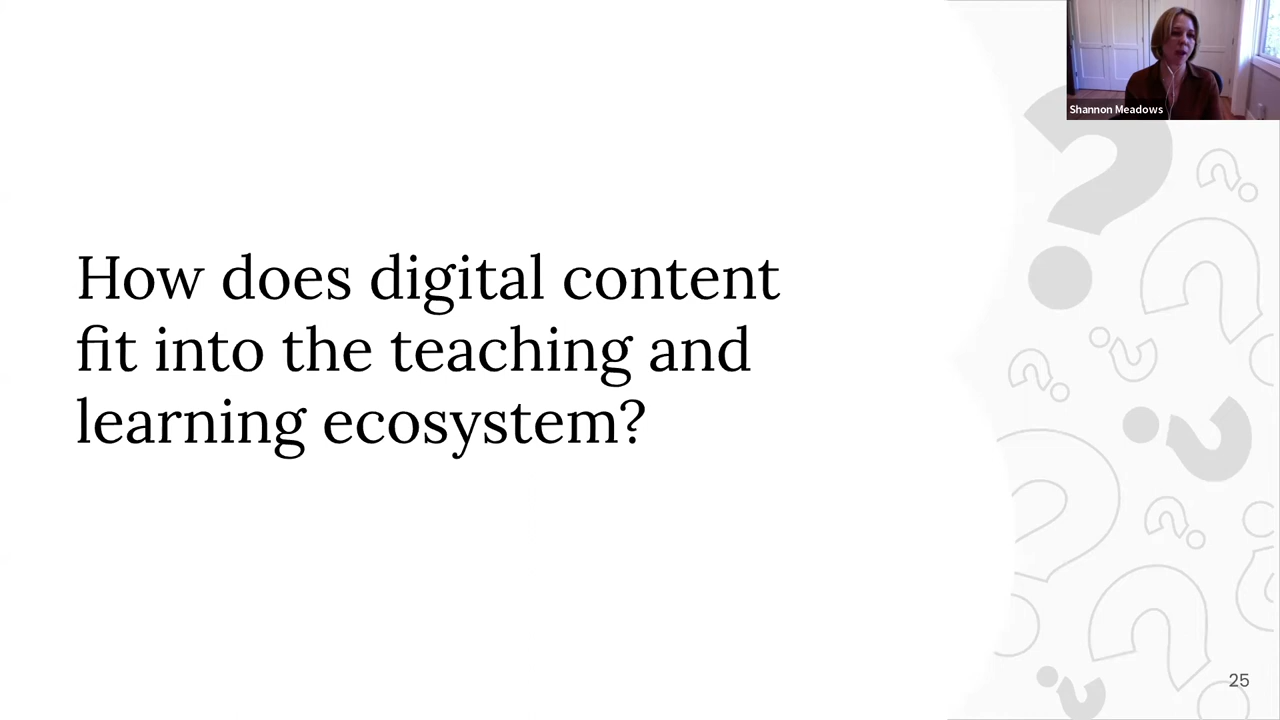 Shannon Meadows
How does digital content
fit into the teaching and
learning ecosystem?
25